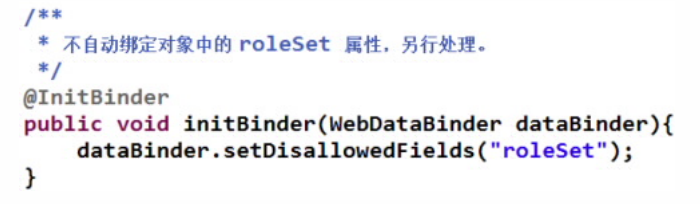 /**
 * 不自动绑定对象中的 roleSet 属性，另行处理。
 */
@InitBinder
public void initBinder(WebDataBinder dataBinder){
    dataBinder.setDisallowedFields("roleSet");
}